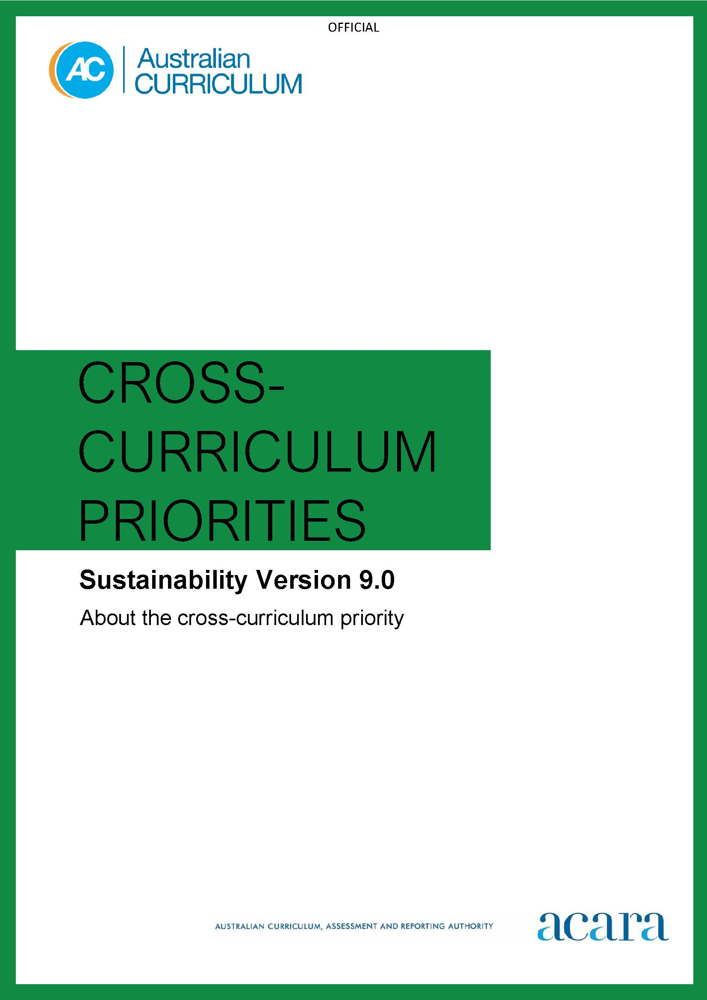 OFFICIAL
AC
Australian
CURRICULUM
CROSS-
CURRICULUM
PRIORITIES
Sustainability Version 9.0
About the cross-curriculum priority
AUSTRALIAN CURRICULUM, ASSESSMENT AND REPORTING AUTHORITY
acara